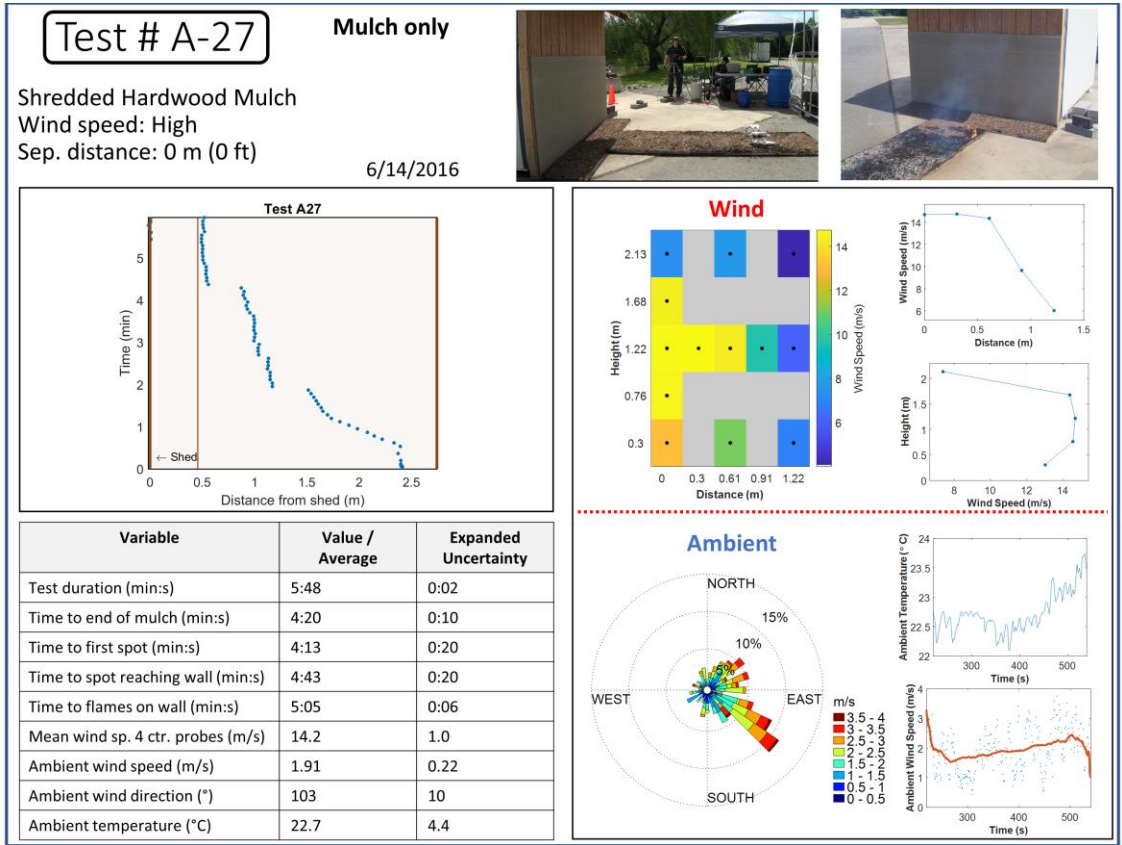 Test # A-27
Mulch only
Shredded Hardwood Mulch
Wind speed: High
Sep. distance: 0 m (0 ft)
6/14/2016
Test A27
Time (min)
5
4
3
2
1
0
← Shed
0 0.5 1 1.5 2 2.5
Distance from shed (m)
Variable Value / Average Expanded Uncertainty
Test duration (min:s) 5:48 0:02
Time to end of mulch (min:s) 4:20 0:10
Time to first spot (min:s) 4:13 0:20
Time to spot reaching wall (min:s) 4:43 0:20
Time to flames on wall (min:s) 5:05 0:06
Mean wind sp. 4 ctr. probes (m/s) 14.2 1.0
Ambient wind speed (m/s) 1.91 0.22
Ambient wind direction (°) 103 10
Ambient temperature (°C) 22.7 4.4
Wind
Height (m)
2.13
1.68
1.22
0.76
0.3
0 0.3 0.61 0.91 1.22
Distance (m)
14
12
10
8
6
Wind Speed (m/s)
Wind Speed (m/s)
14
12
10
8
6
0 0.5 1 1.5
Distance (m)
Height (m)
2
1.5
1
0.5
0
8 10 12 14
Wind Speed (m/s)
Ambient
NORTH
15%
10%
5%
WEST
EAST
SOUTH
m/s
3.5 - 4
3 - 3.5
2.5 - 3
2 - 2.5
1.5 - 2
1 - 1.5
0.5 - 1
0 - 0.5
Ambient Temperature (° C)
24
23.5
23
22.5
22
300 400 500
Time (s)
Ambient Wind Speed (m/s)
4
3
2
1
0
300 400 500
Time (s)